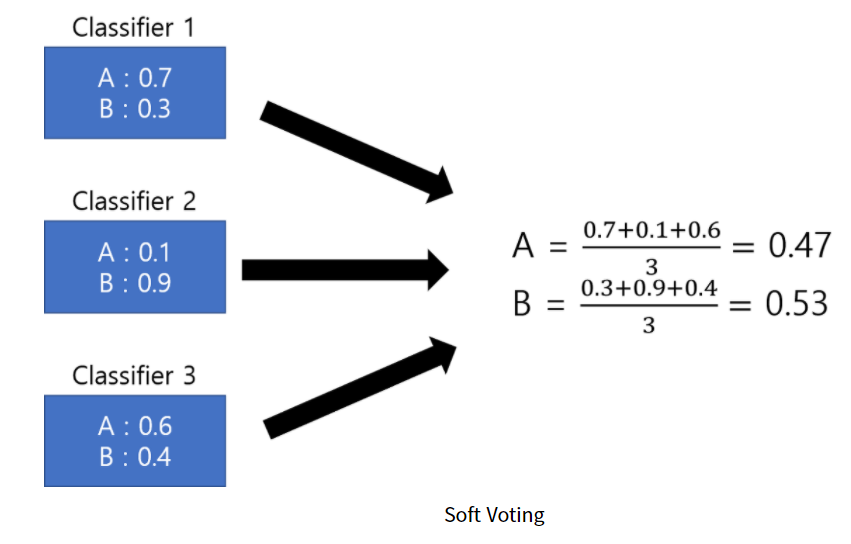 Classifier 1
A : 0.7
B : 0.3
Classifier 2
A : 0.1
B : 0.9
Classifier 3
A : 0.6
B : 0.4
A = 0.7+0.1+0.6 / 3 = 0.47
B = 0.3+0.9+0.4 / 3 = 0.53
Soft Voting